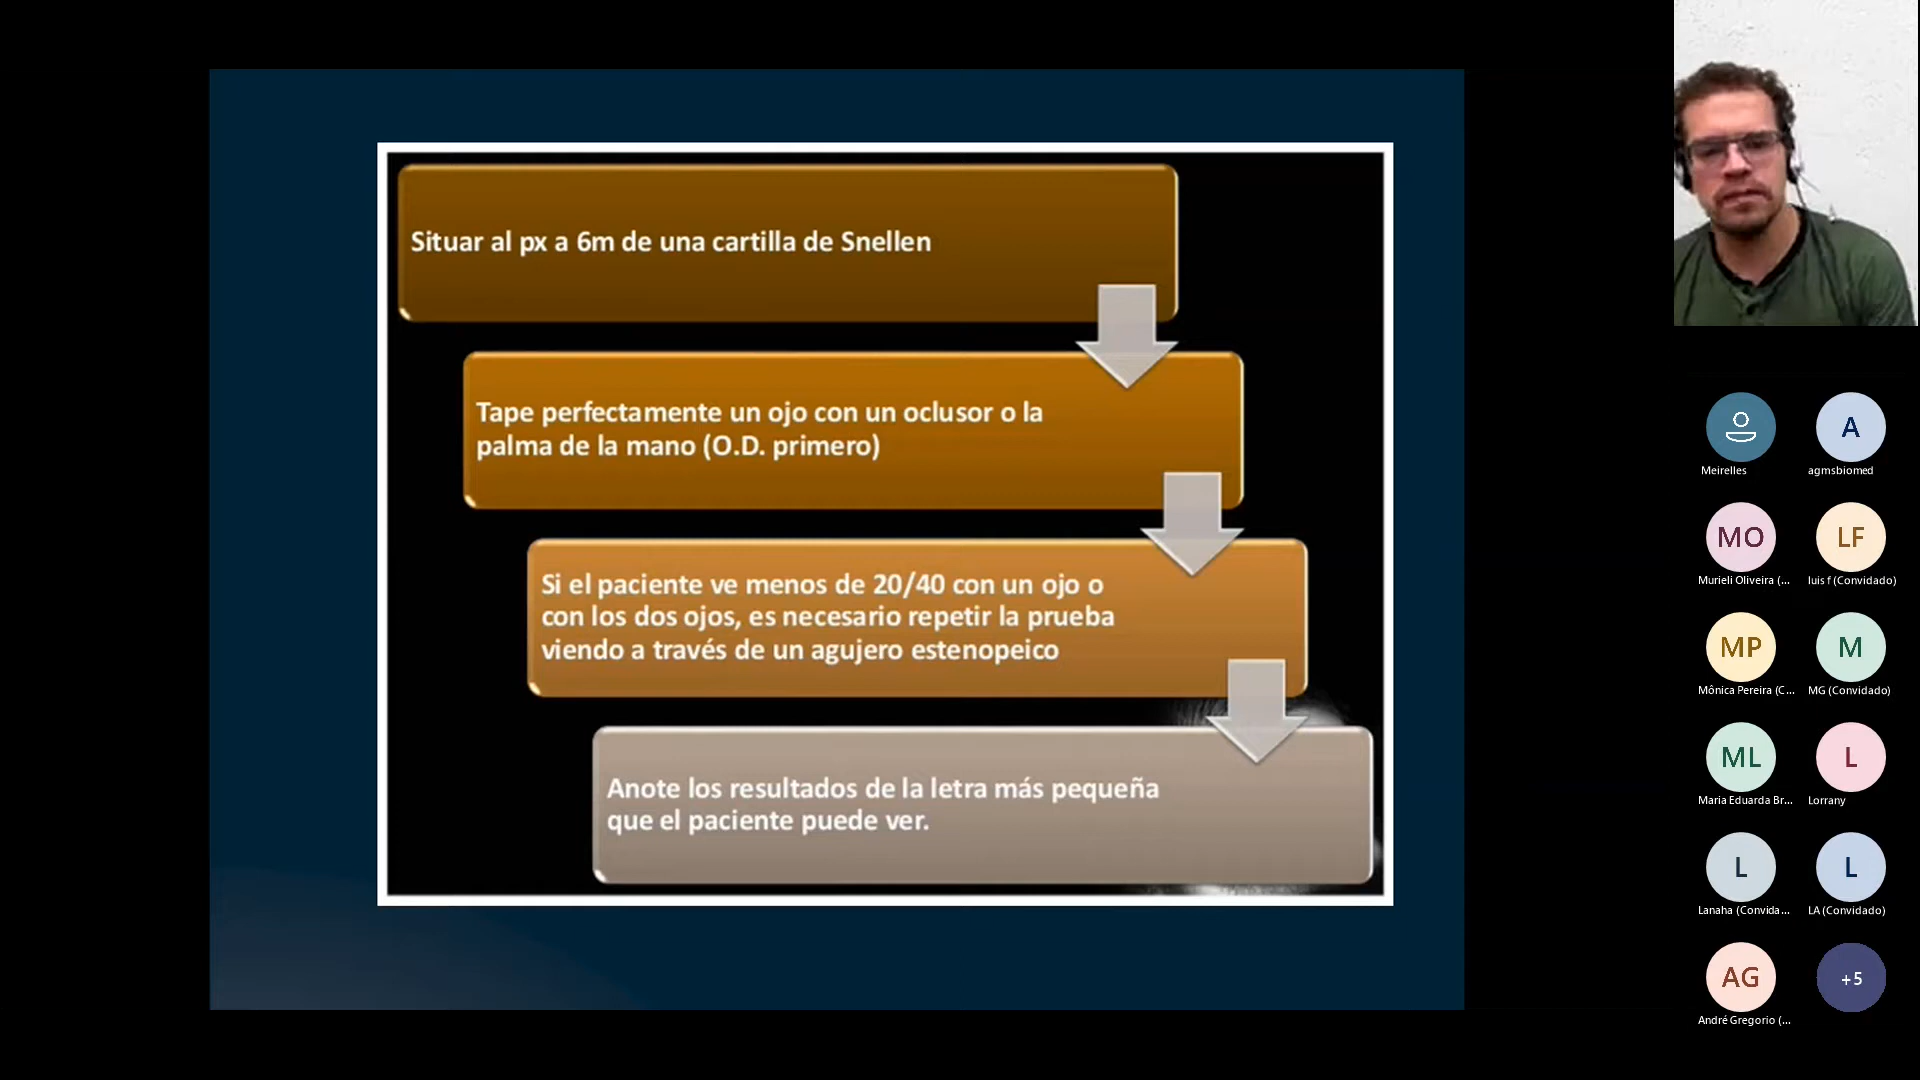 Situar al px a 6m de una cartilla de Snellen
Tape perfectamente un ojo con un oclusor o la
palma de la mano (O.D. primero)
Si el paciente ve menos de 20/40 con un ojo o
con los dos ojos, es necesario repetir la prueba
viendo a través de un agujero estenopeico
Anote los resultados de la letra más pequeña
que el paciente puede ver.
A
Meirelles
agmsbiomed
MO
LF
Murieli Oliveira (...
luis f (Convidado)
MP
M
Mônica Pereira (C...
MG (Convidado)
ML
L
Maria Eduarda Br...
Lorrany
L
L
Lanaha (Convida...
LA (Convidado)
AG
+5
André Gregorio (...